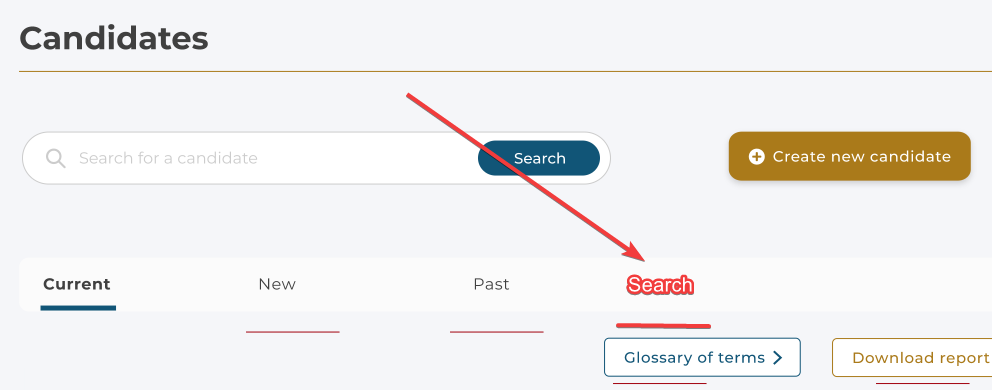 Candidates
Search for a candidate
Search
Create new candidate
Current
New
Past
Search
Glossary of terms
Download report